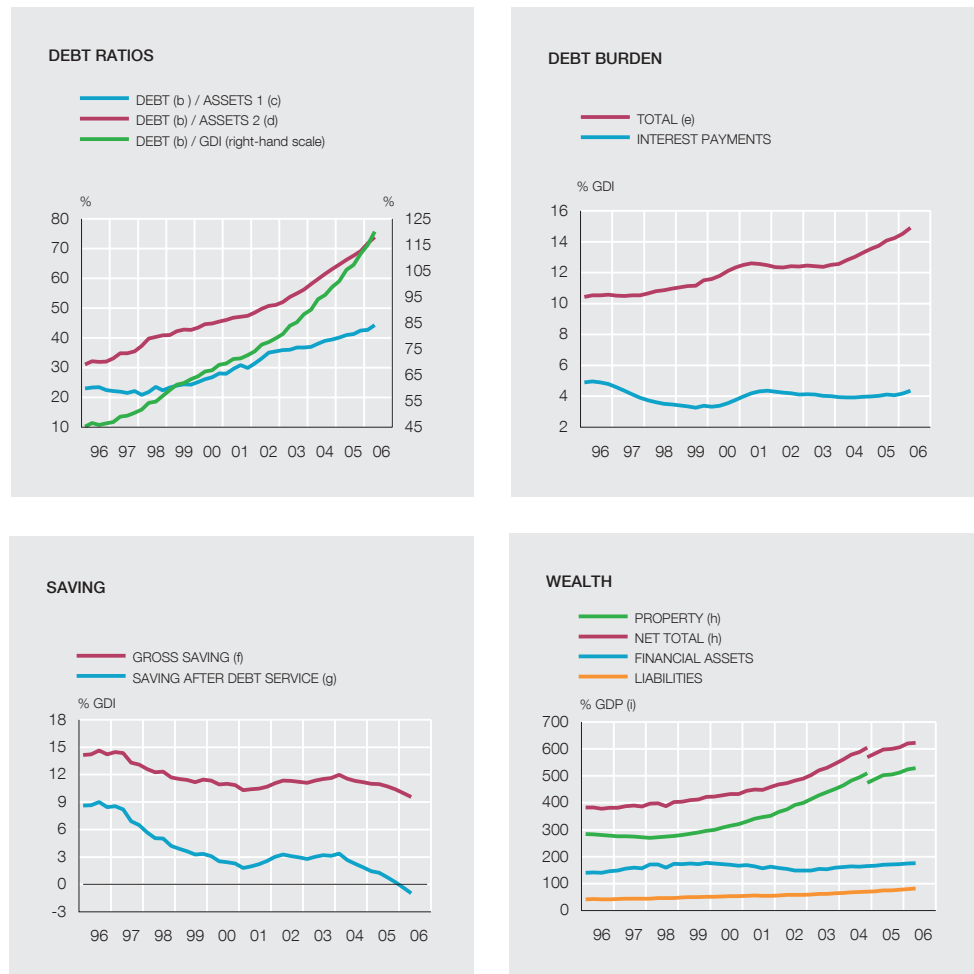 DEBT RATIOS
DEBT (b ) / ASSETS 1 (c)
DEBT (b) / ASSETS 2 (d)
DEBT (b) / GDI (right-hand scale)
% %
80 125
70 115
60 105
50 95
40 85
30 75
20 65
10 55
45
96 97 98 99 00 01 02 03 04 05 06
DEBT BURDEN
TOTAL (e)
INTEREST PAYMENTS
% GDI
16
14
12
10
8
6
4
2
96 97 98 99 00 01 02 03 04 05 06
SAVING
GROSS SAVING (f)
SAVING AFTER DEBT SERVICE (g)
% GDI
18
15
12
9
6
3
0
-3
96 97 98 99 00 01 02 03 04 05 06
WEALTH
PROPERTY (h)
NET TOTAL (h)
FINANCIAL ASSETS
LIABILITIES
% GDP (i)
700
600
500
400
300
200
100
0
96 97 98 99 00 01 02 03 04 05 06